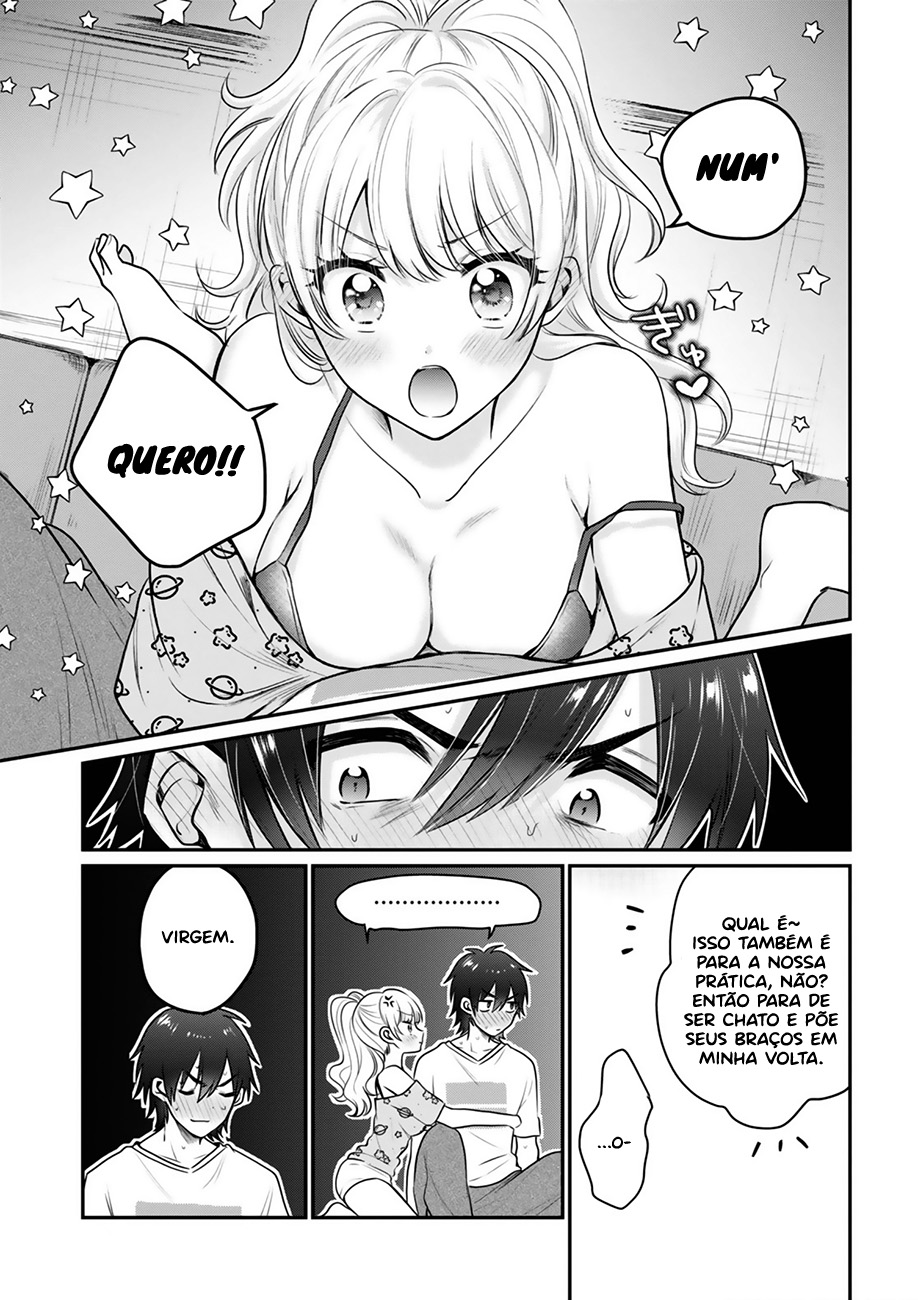 NUM'
ぎゅ
QUERO!!
QUAL É~
ISSO TAMBÉM É
PARA A NOSSA
PRÁTICA, NÃO?
ENTÃO PARA DE
SER CHATO E PÕE
SEUS BRAÇOS EM
MINHA VOLTA.
...O-
..................
VIRGEM.